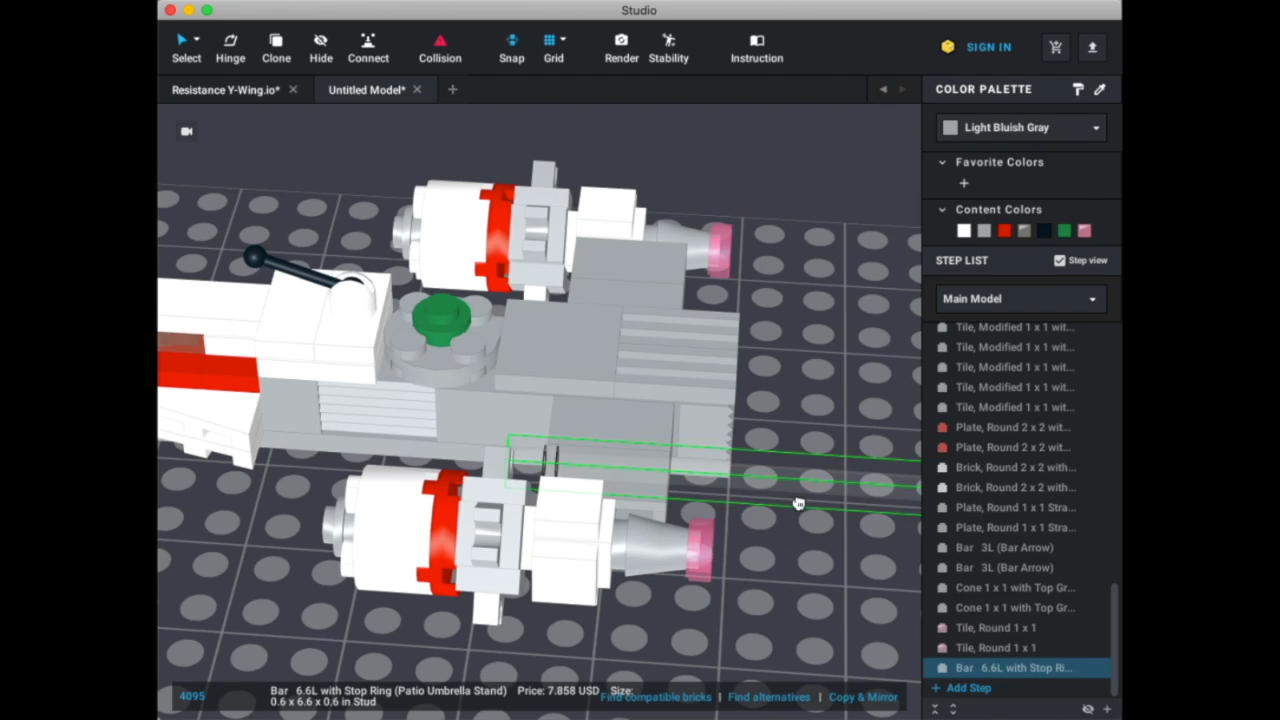 Studio
Select
Hinge
Clone
Hide
Connect
Collision
Snap
Grid
Render
Stability
Instruction
SIGN IN
Resistance Y-Wing.io*
Untitled Model*
COLOR PALETTE
Light Bluish Gray
Favorite Colors
Content Colors
STEP LIST
Step view
Main Model
Tile, Modified 1 x 1 wit...
Tile, Modified 1 x 1 wit...
Tile, Modified 1 x 1 wit...
Tile, Modified 1 x 1 wit...
Tile, Modified 1 x 1 wit...
Plate, Round 2 x 2 wit...
Plate, Round 2 x 2 wit...
Brick, Round 2 x 2 with...
Brick, Round 2 x 2 with...
Plate, Round 1 x 1 Stra...
Plate, Round 1 x 1 Stra...
Bar 3L (Bar Arrow)
Bar 3L (Bar Arrow)
Cone 1 x 1 with Top Gr...
Cone 1 x 1 with Top Gr...
Tile, Round 1 x 1
Tile, Round 1 x 1
Bar 6.6L with Stop Ri...
+ Add Step
4095
Bar 6.6L with Stop Ring (Patio Umbrella Stand) Price: 7.858 USD Size:
0.6 x 6.6 x 0.6 in Stud
Find compatible bricks | Find alternatives | Copy & Mirror